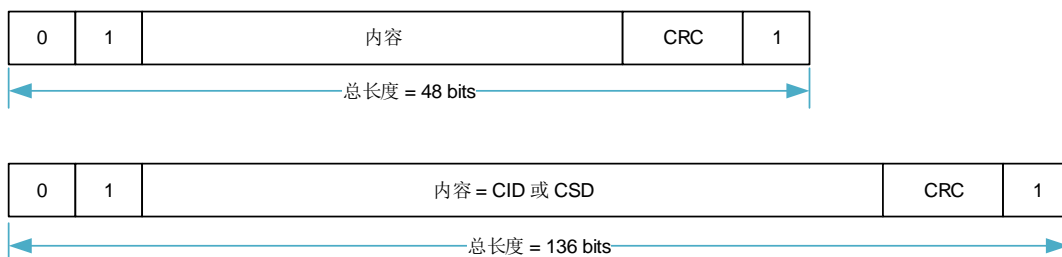 0 1 内容 CRC 1
总长度 = 48 bits
0 1 内容 = CID 或 CSD CRC 1
总长度 = 136 bits